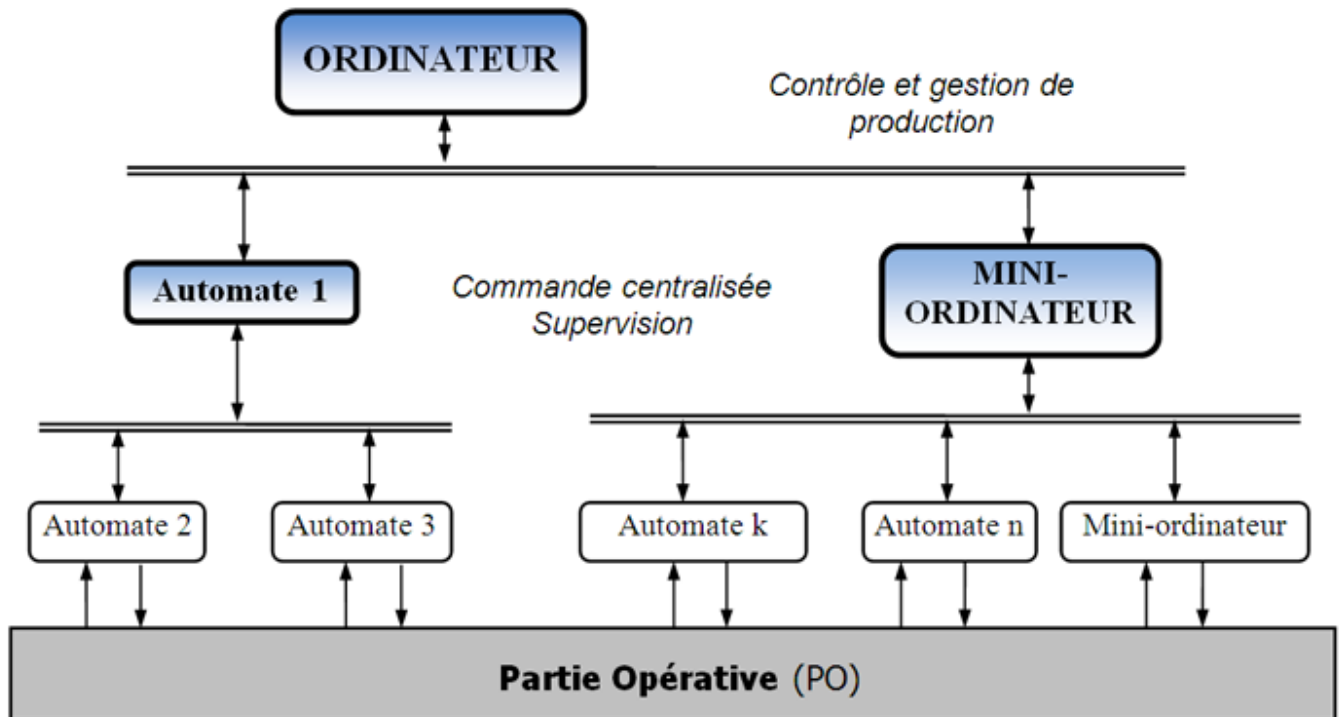 ORDINATEUR
Contrôle et gestion de
production
Automate 1
Commande centralisée
Supervision
MINI-
ORDINATEUR
Automate 2
Automate 3
Automate k
Automate n
Mini-ordinateur
Partie Opérative (PO)